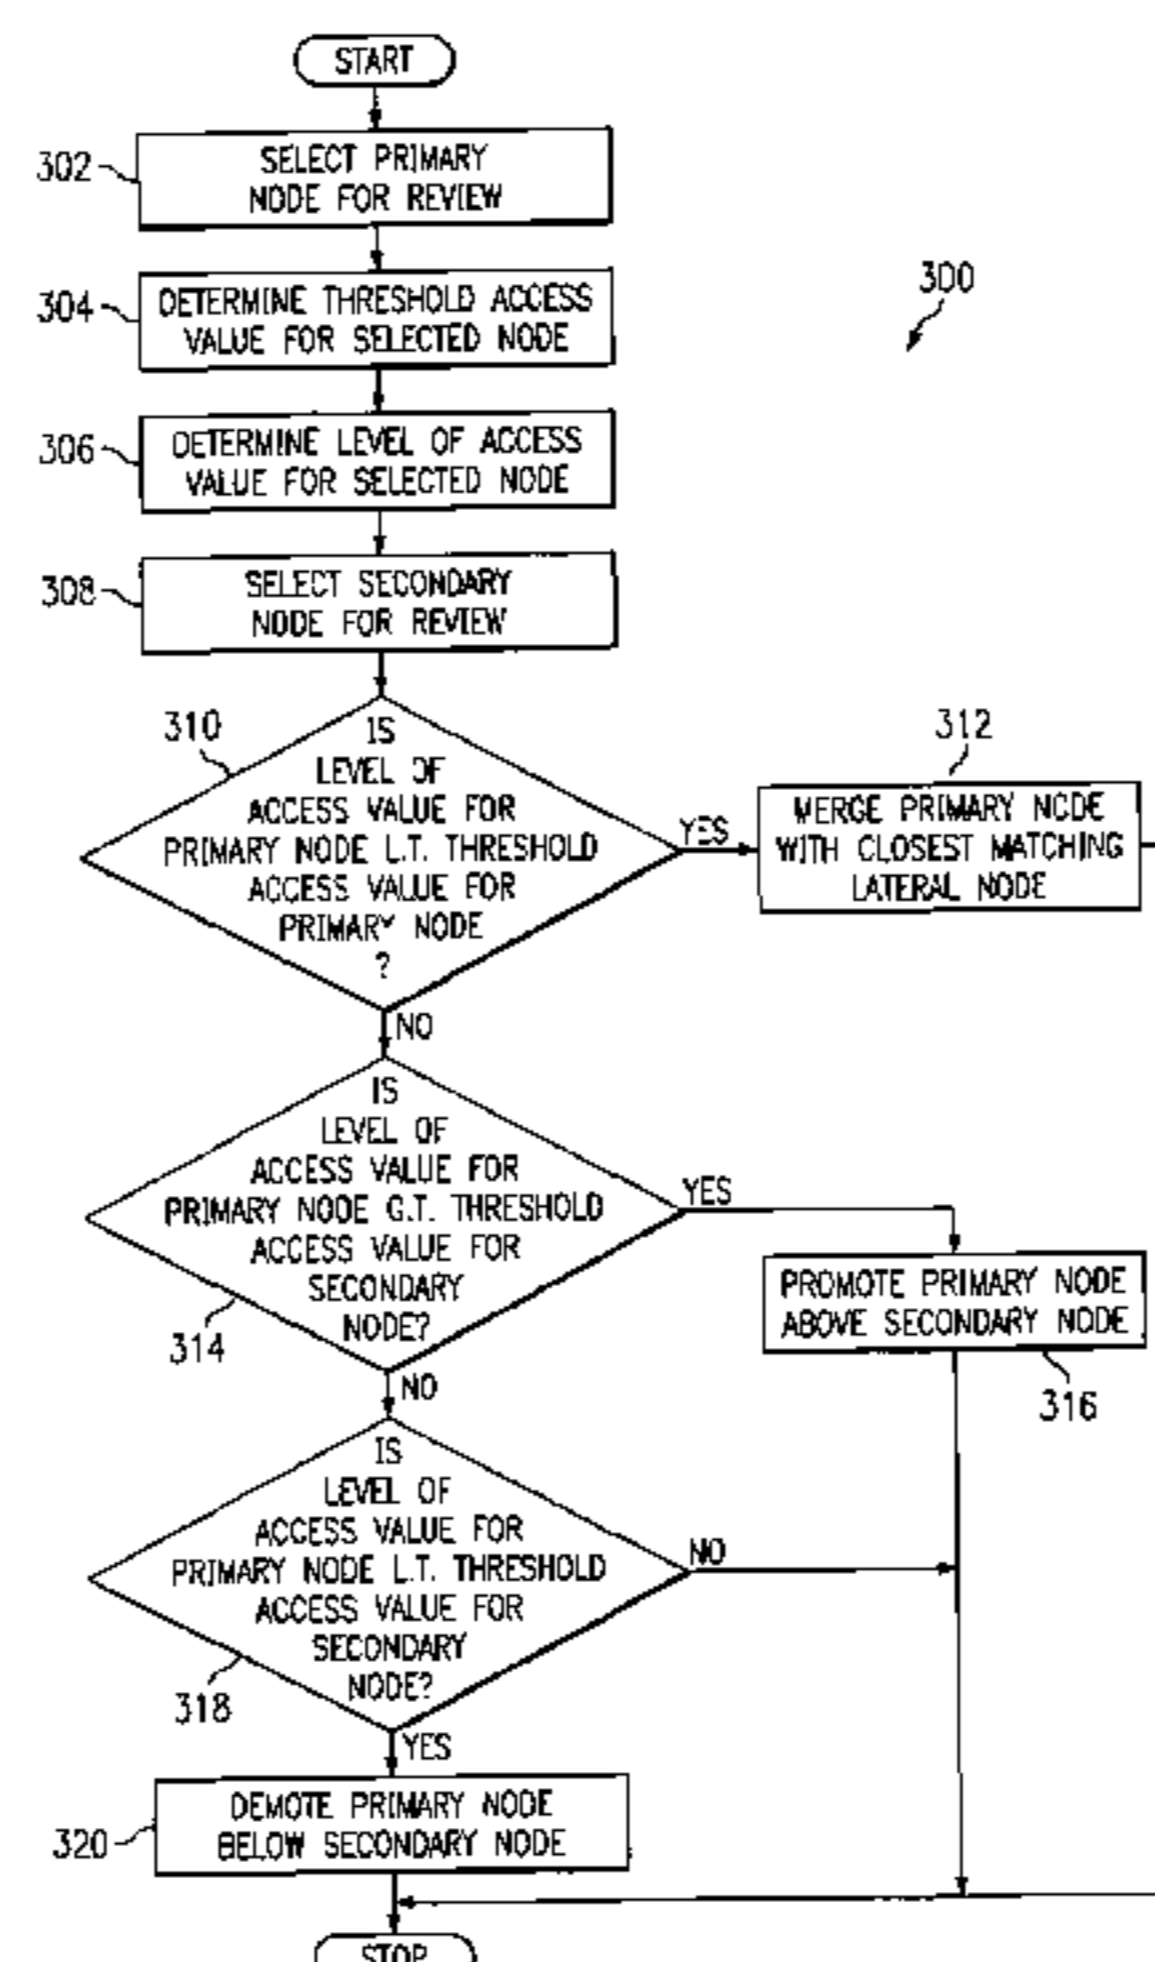 START
302
SELECT PRIMARY
NODE FOR REVIEW
300
304
DETERMINE THRESHOLD ACCESS
VALUE FOR SELECTED NODE
306
DETERMINE LEVEL OF ACCESS
VALUE FOR SELECTED NODE
308
SELECT SECONDARY
NODE FOR REVIEW
310
IS
LEVEL OF
ACCESS VALUE FOR
PRIMARY NODE L.T. THRESHOLD
ACCESS VALUE FOR
PRIMARY NODE
?
YES
312
MERGE PRIMARY NODE
WITH CLOSEST MATCHING
LATERAL NODE
NO
IS
LEVEL OF
ACCESS VALUE FOR
PRIMARY NODE G.T. THRESHOLD
ACCESS VALUE FOR
SECONDARY
NODE?
314
YES
PROMOTE PRIMARY NODE
ABOVE SECONDARY NODE
316
NO
IS
LEVEL OF
ACCESS VALUE FOR
PRIMARY NODE L.T. THRESHOLD
ACCESS VALUE FOR
SECONDARY
NODE?
318
NO
YES
320
DEMOTE PRIMARY NODE
BELOW SECONDARY NODE
STOP